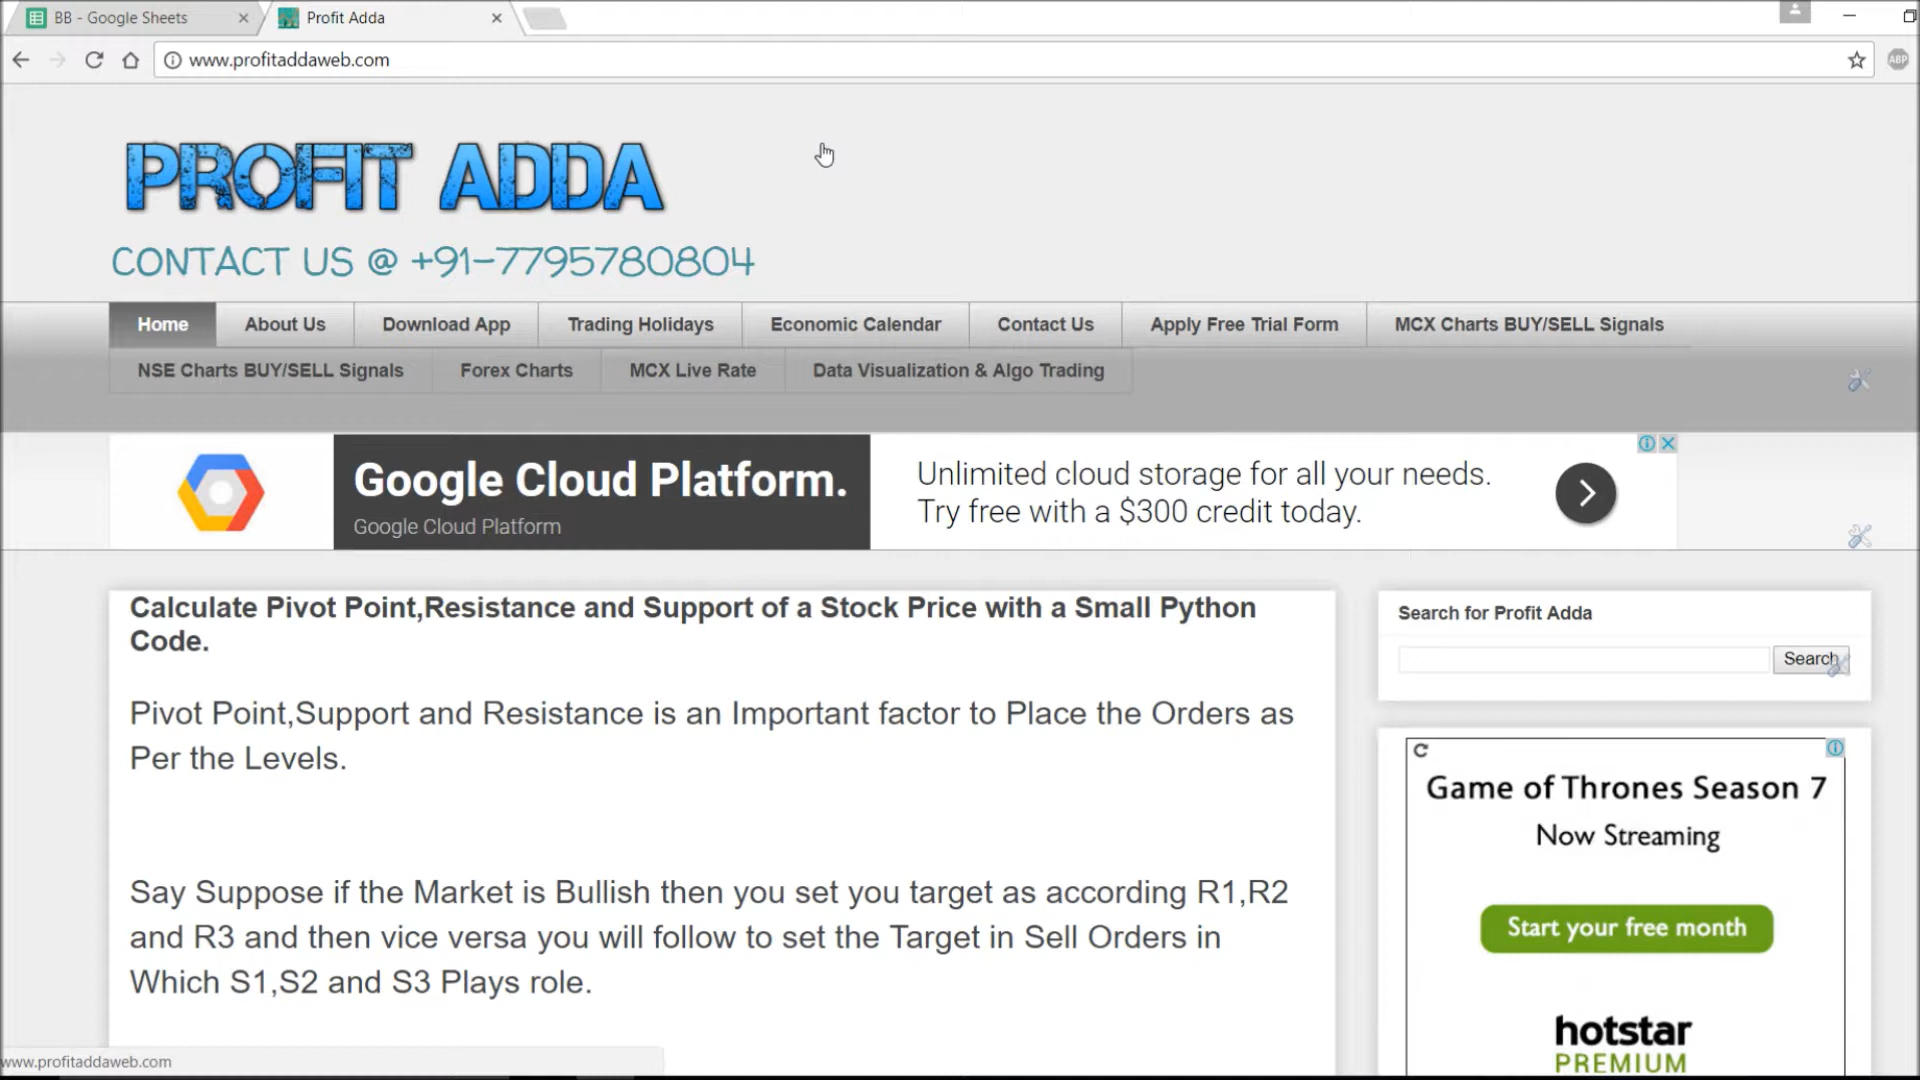 BB - Google Sheets
Profit Adda
www.profitaddaweb.com
ABP
PROFIT ADDA
CONTACT US @ +91-7795780804
Home
About Us
Download App
Trading Holidays
Economic Calendar
Contact Us
Apply Free Trial Form
MCX Charts BUY/SELL Signals
NSE Charts BUY/SELL Signals
Forex Charts
MCX Live Rate
Data Visualization & Algo Trading
Google Cloud Platform.
Google Cloud Platform
Unlimited cloud storage for all your needs.
Try free with a $300 credit today.
Calculate Pivot Point,Resistance and Support of a Stock Price with a Small Python
Code.
Pivot Point,Support and Resistance is an Important factor to Place the Orders as
Per the Levels.
Say Suppose if the Market is Bullish then you set you target as according R1,R2
and R3 and then vice versa you will follow to set the Target in Sell Orders in
Which S1,S2 and S3 Plays role.
Search for Profit Adda
Search
Game of Thrones Season 7
Now Streaming
Start your free month
hotstar
PREMIUM
www.profitaddaweb.com